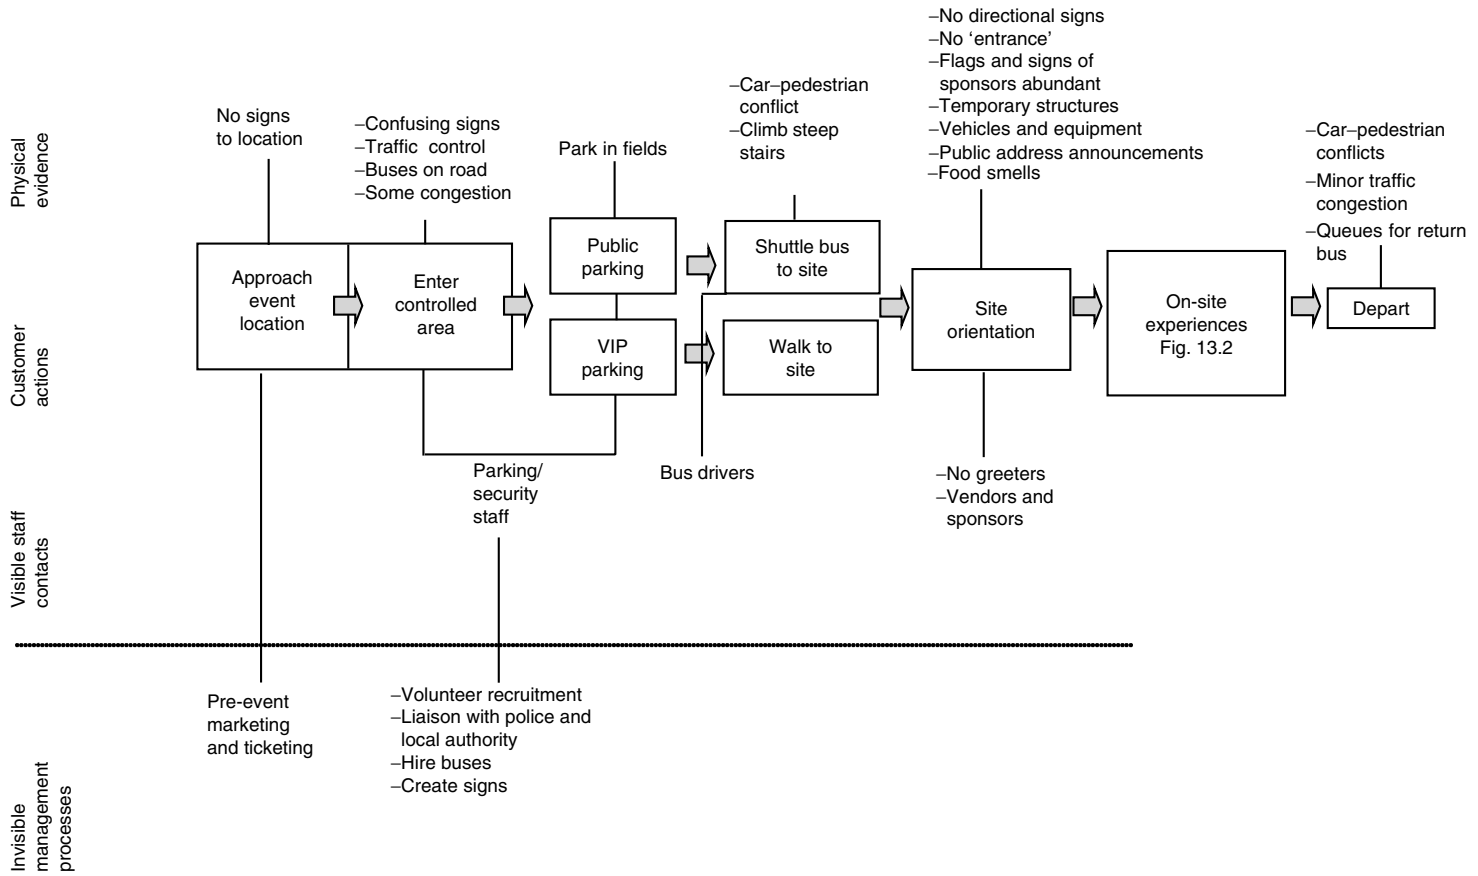 Physical
evidence
No signs
to location
–Confusing signs
–Traffic control
–Buses on road
–Some congestion
Park in fields
–Car–pedestrian
conflict
–Climb steep
stairs
–No directional signs
–No ‘entrance’
–Flags and signs of
sponsors abundant
–Temporary structures
–Vehicles and equipment
–Public address announcements
–Food smells
–Car–pedestrian
conflicts
–Minor traffic
congestion
–Queues for return
bus
Customer
actions
Approach
event
location
Enter
controlled
area
Public
parking
VIP
parking
Shuttle bus
to site
Walk to
site
Site
orientation
On-site
experiences
Fig. 13.2
Depart
Visible staff
contacts
Parking/
security
staff
Bus drivers
–No greeters
–Vendors and
sponsors
Invisible
management
processes
Pre-event
marketing
and ticketing
–Volunteer recruitment
–Liaison with police and
local authority
–Hire buses
–Create signs